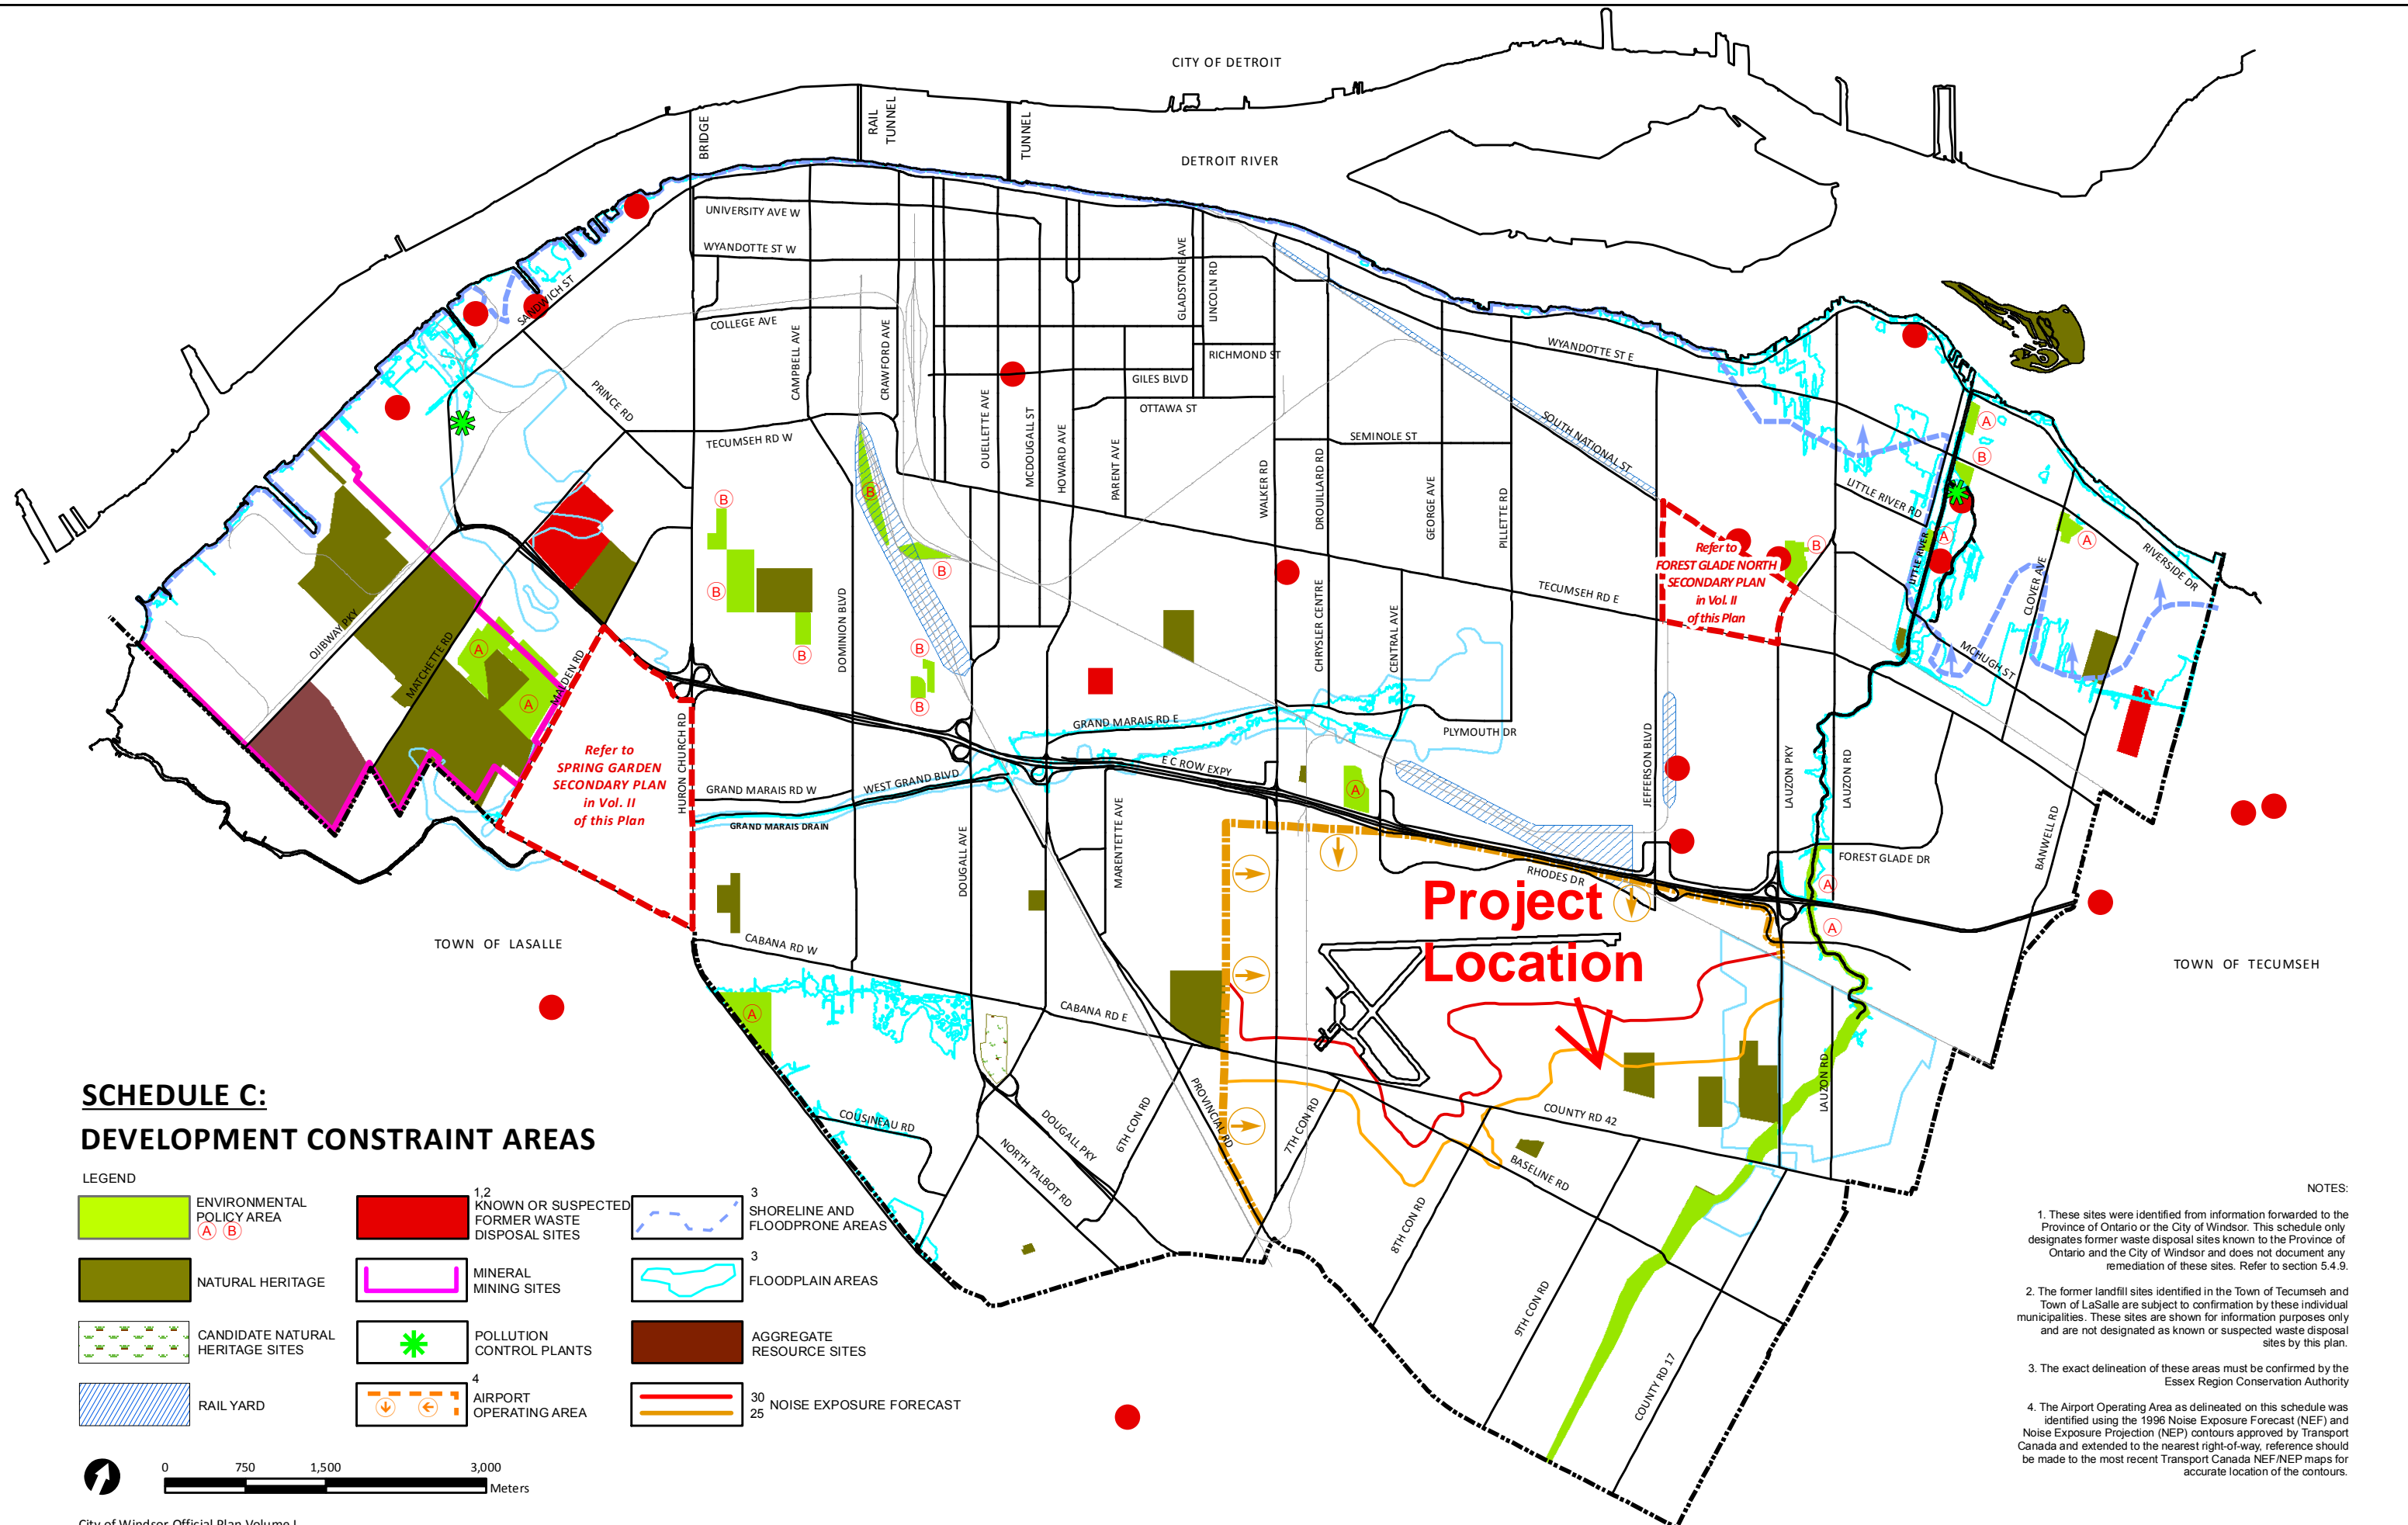 CITY OF DETROIT
BRIDGE
RAIL
TUNNEL
TUNNEL
DETROIT RIVER
UNIVERSITY AVE W
WYANDOTTE ST W
GLADSTONE AVE
LINCOLN RD
SANDWICH ST
COLLEGE AVE
CAMPBELL AVE
CRAWFORD AVE
RICHMOND ST
WYANDOTTE ST E
GILES BLVD
PRINCE RD
OUELLETTE AVE
MCDOUGALL ST
HOWARD AVE
PARENT AVE
OTTAWA ST
TECUMSEH RD W
WALKER RD
DROUILLARD RD
SEMINOLE ST
GEORGE AVE
PILLETTE RD
SOUTH NATIONAL ST
A
B
LITTLE RIVER RD
B
B
B
B
B
B
B
B
A
A
LITTLE RIVER
CLOVER AVE
RIVERSIDE DR
Refer to
FOREST GLADE NORTH
SECONDARY PLAN
in Vol. II
of this Plan
TECUMSEH RD E
CHRYSLER CENTRE
CENTRAL AVE
DOMINION BLVD
OJIBWAY PKY
MATCHETTE RD
MALDEN RD
A
A
MCHUGH ST
Refer to
SPRING GARDEN
SECONDARY PLAN
in Vol. II
of this Plan
HURON CHURCH RD
GRAND MARAIS RD E
PLYMOUTH DR
E C ROW EXPY
JEFFERSON BLVD
LAUZON PKY
LAUZON RD
GRAND MARAIS RD W
WEST GRAND BLVD
GRAND MARAIS DRAIN
A
DOUGALL AVE
MARENTETTE AVE
BANWELL RD
FOREST GLADE DR
RHODES DR
A
A
Project
Location
TOWN OF LASALLE
CABANA RD W
TOWN OF TECUMSEH
A
CABANA RD E
COUNTY RD 42
LAUZON RD
PROVINCIAL RD
7TH CON RD
6TH CON RD
DOUGALL PKY
COUSINEAU RD
NORTH TALBOT RD
BASELINE RD
8TH CON RD
9TH CON RD
COUNTY RD 17
SCHEDULE C:
DEVELOPMENT CONSTRAINT AREAS
LEGEND
ENVIRONMENTAL
POLICY AREA
A B
1,2
KNOWN OR SUSPECTED
FORMER WASTE
DISPOSAL SITES
3
SHORELINE AND
FLOODPRONE AREAS
NATURAL HERITAGE
MINERAL
MINING SITES
3
FLOODPLAIN AREAS
CANDIDATE NATURAL
HERITAGE SITES
POLLUTION
CONTROL PLANTS
AGGREGATE
RESOURCE SITES
RAIL YARD
4
AIRPORT
OPERATING AREA
30
25
NOISE EXPOSURE FORECAST
0 750 1,500 3,000
Meters
City of Windsor Official Plan Volume I
NOTES:
1. These sites were identified from information forwarded to the
Province of Ontario or the City of Windsor. This schedule only
designates former waste disposal sites known to the Province of
Ontario and the City of Windsor and does not document any
remediation of these sites. Refer to section 5.4.9.
2. The former landfill sites identified in the Town of Tecumseh and
Town of LaSalle are subject to confirmation by these individual
municipalities. These sites are shown for information purposes only
and are not designated as known or suspected waste disposal
sites by this plan.
3. The exact delineation of these areas must be confirmed by the
Essex Region Conservation Authority
4. The Airport Operating Area as delineated on this schedule was
identified using the 1996 Noise Exposure Forecast (NEF) and
Noise Exposure Projection (NEP) contours approved by Transport
Canada and extended to the nearest right-of-way, reference should
be made to the most recent Transport Canada NEF/NEP maps for
accurate location of the contours.